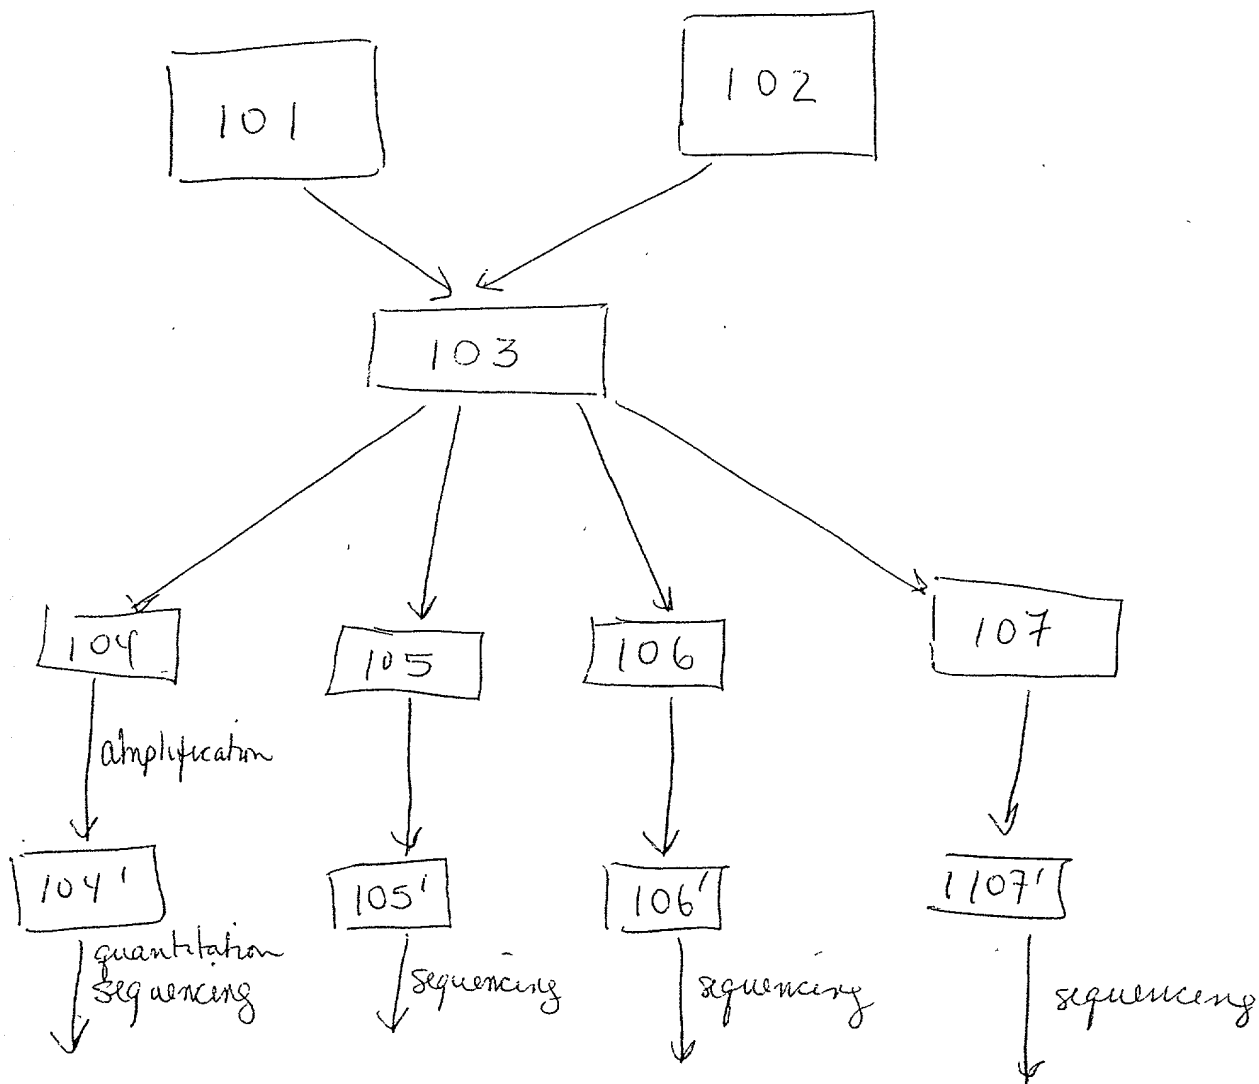 101
102
103
104
105
106
107
amplification
104'
105'
106'
107'
quantitation
sequencing
sequencing
sequencing
sequencing